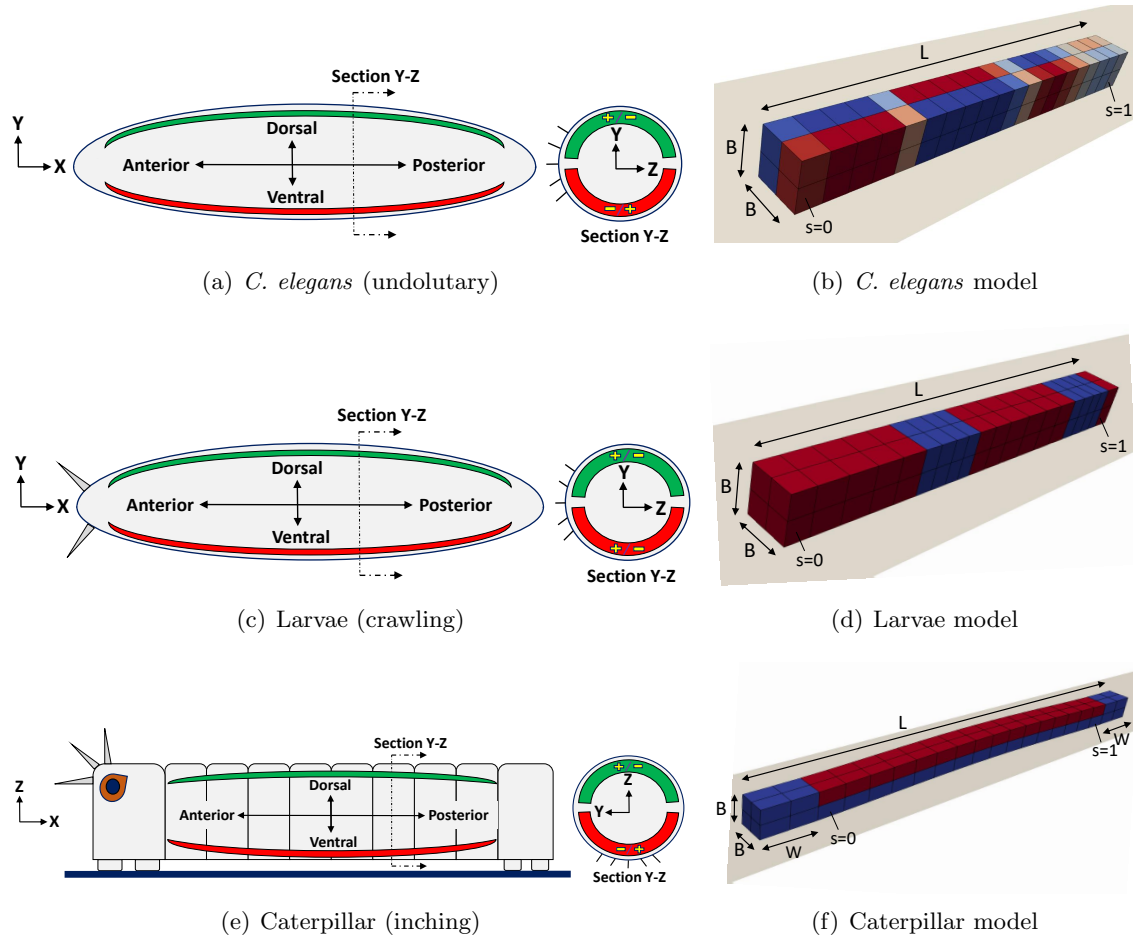 Section Y-Z
Y
X
Dorsal
Anterior
Posterior
Ventral
+ / -
Y
Z
- +
Section Y-Z
(a) C. elegans (undolutary)
L
B
B
s=0
s=1
(b) C. elegans model
Section Y-Z
Y
X
Dorsal
Anterior
Posterior
Ventral
+ / -
Y
Z
+ / -
Section Y-Z
(c) Larvae (crawling)
L
B
B
s=0
s=1
(d) Larvae model
Section Y-Z
Z
X
Dorsal
Anterior
Posterior
Ventral
+ -
Z
Y
- +
Section Y-Z
(e) Caterpillar (inching)
L
B
B
W
s=0
s=1
W
(f) Caterpillar model